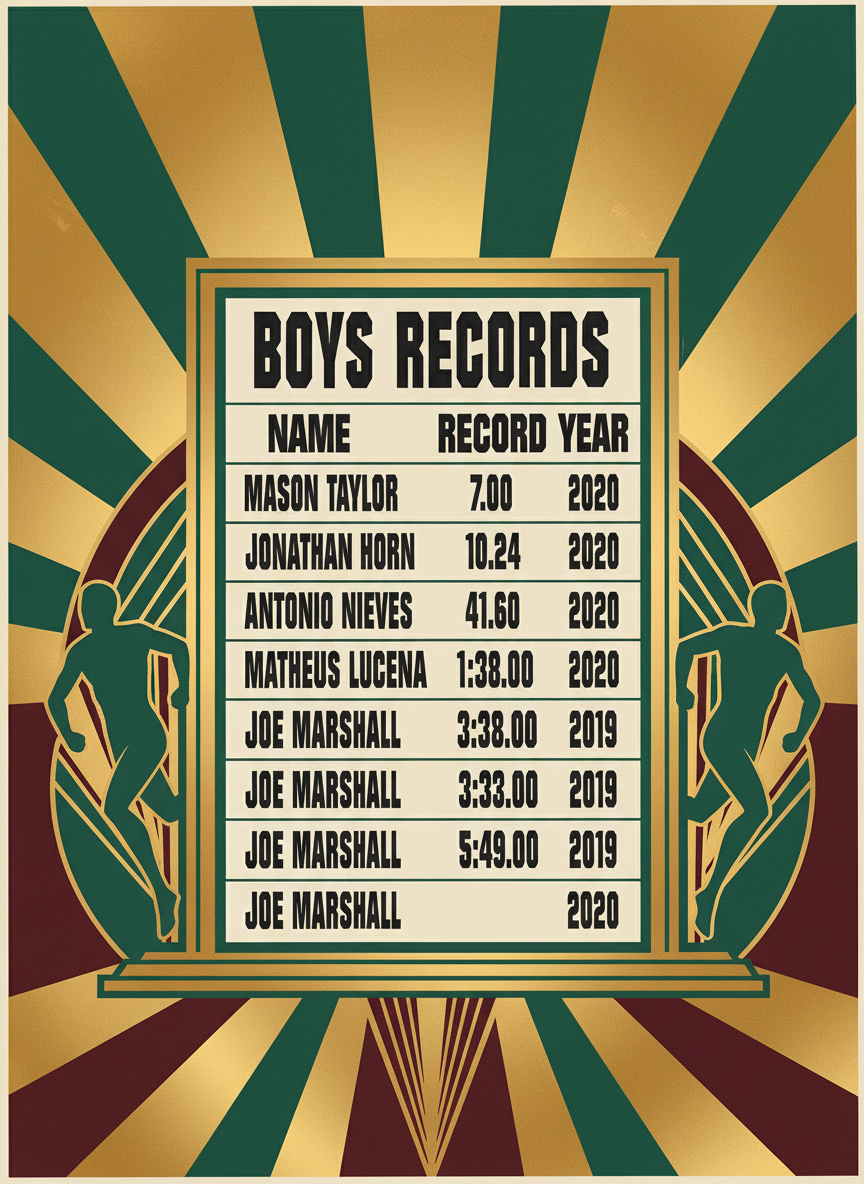 BOYS RECORDS
NAME RECORD YEAR
MASON TAYLOR 7.00 2020
JONATHAN HORN 10.24 2020
ANTONIO NIEVES 41.60 2020
MATHEUS LUCENA 1:38.00 2020
JOE MARSHALL 3:38.00 2019
JOE MARSHALL 3:33.00 2019
JOE MARSHALL 5:49.00 2019
JOE MARSHALL 2020